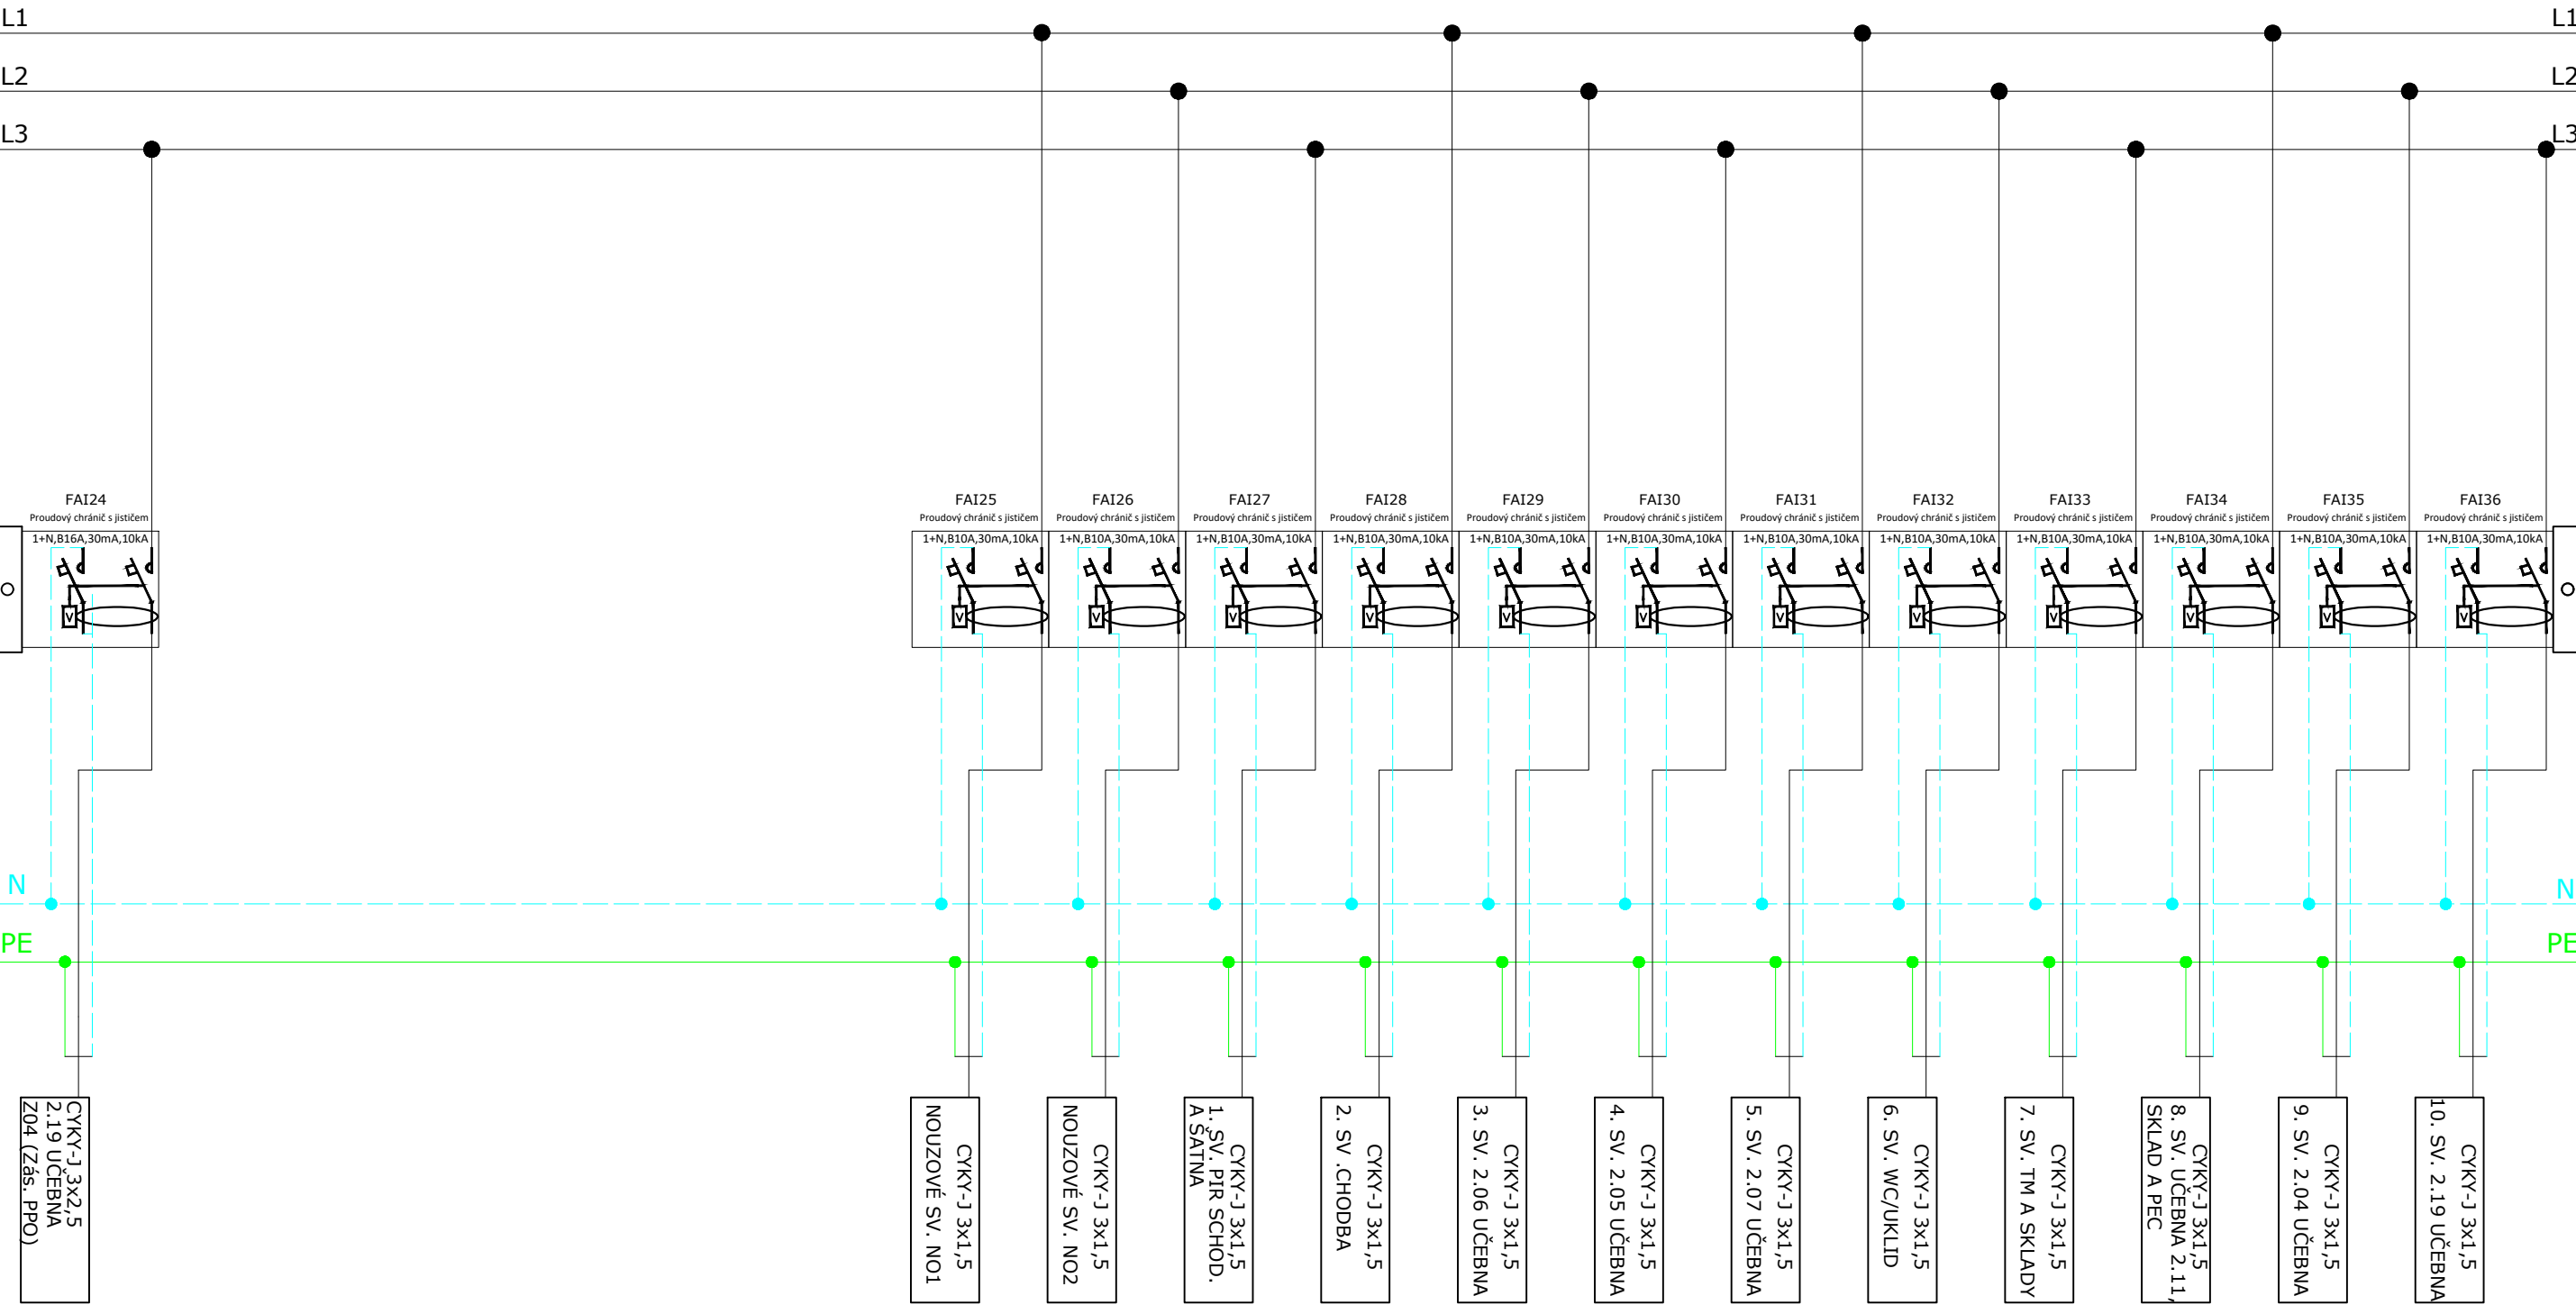 L1
L1
L2
L2
L3
L3
FAI24
Proudový chránič s jističem
1+N,B16A,30mA,10kA
V
FAI25
Proudový chránič s jističem
1+N,B10A,30mA,10kA
V
FAI26
Proudový chránič s jističem
1+N,B10A,30mA,10kA
V
FAI27
Proudový chránič s jističem
1+N,B10A,30mA,10kA
V
FAI28
Proudový chránič s jističem
1+N,B10A,30mA,10kA
V
FAI29
Proudový chránič s jističem
1+N,B10A,30mA,10kA
V
FAI30
Proudový chránič s jističem
1+N,B10A,30mA,10kA
V
FAI31
Proudový chránič s jističem
1+N,B10A,30mA,10kA
V
FAI32
Proudový chránič s jističem
1+N,B10A,30mA,10kA
V
FAI33
Proudový chránič s jističem
1+N,B10A,30mA,10kA
V
FAI34
Proudový chránič s jističem
1+N,B10A,30mA,10kA
V
FAI35
Proudový chránič s jističem
1+N,B10A,30mA,10kA
V
FAI36
Proudový chránič s jističem
1+N,B10A,30mA,10kA
V
N
N
PE
PE
CYKY-J 3x2,5
2.19 UČEBNA
Z04 (Zás. PPO)
CYKY-J 3x1,5
NOUZOVÉ SV. NO1
CYKY-J 3x1,5
NOUZOVÉ SV. NO2
CYKY-J 3x1,5
1. SV. PIR SCHOD.
A ŠATNA
CYKY-J 3x1,5
2. SV .CHODBA
CYKY-J 3x1,5
3. SV. 2.06 UČEBNA
CYKY-J 3x1,5
4. SV. 2.05 UČEBNA
CYKY-J 3x1,5
5. SV. 2.07 UČEBNA
CYKY-J 3x1,5
6. SV. WC/UKLID
CYKY-J 3x1,5
7. SV. TM A SKLADY
CYKY-J 3x1,5
8. SV. UČEBNA 2.11,
SKLAD A PEC
CYKY-J 3x1,5
9. SV. 2.04 UČEBNA
CYKY-J 3x1,5
10. SV. 2.19 UČEBNA